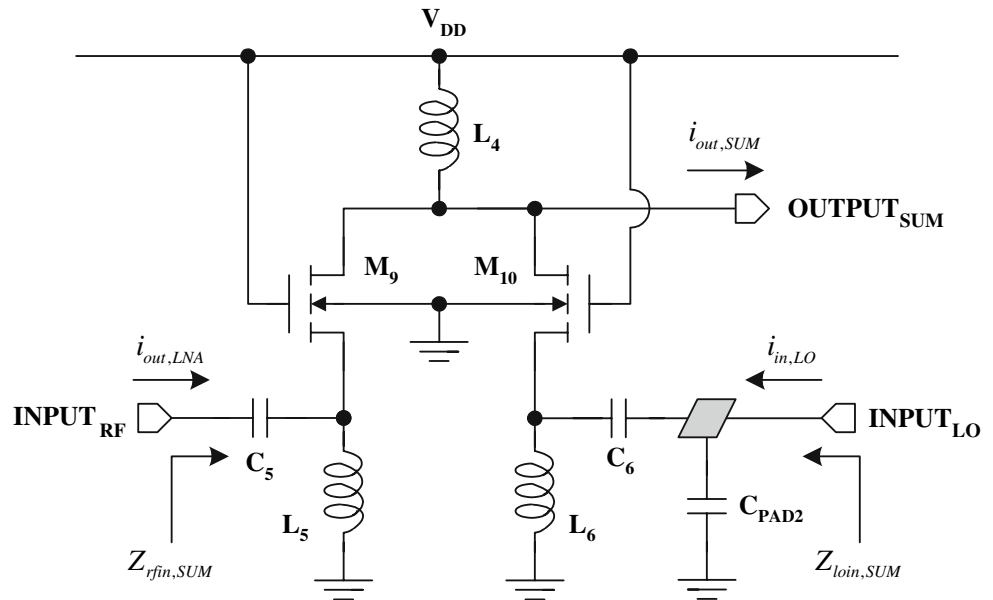 V_DD
L_4
i_out,SUM
OUTPUT_SUM
M_9
M_10
i_out,LNA
i_in,LO
INPUT_RF
INPUT_LO
C_5
C_6
L_5
L_6
C_PAD2
Z_rfin,SUM
Z_loin,SUM